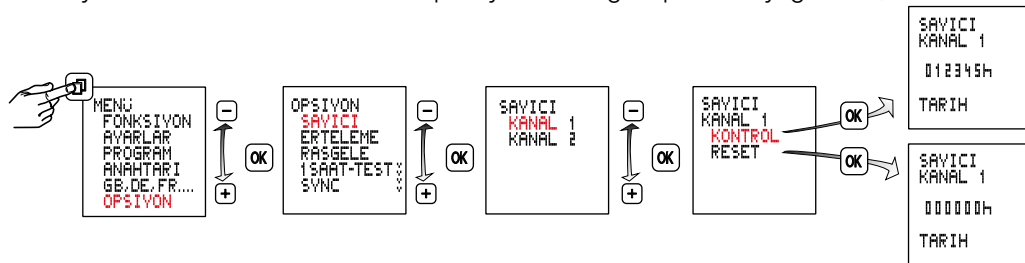 MENÜ
FONKSIYON
AYARLAR
PROGRAM
ANAHTARI
GB,DE,FR....
OPSIYON
−
+
OK
OPSIYON
SAYICI
ERTELEME
RASGELE
1SAAT-TEST
SYNC
−
+
OK
SAYICI
KANAL 1
KANAL 2
−
+
OK
SAYICI
KANAL 1
KONTROL
RESET
OK
OK
SAYICI
KANAL 1
012345h
TARIH
SAYICI
KANAL 1
000000h
TARIH